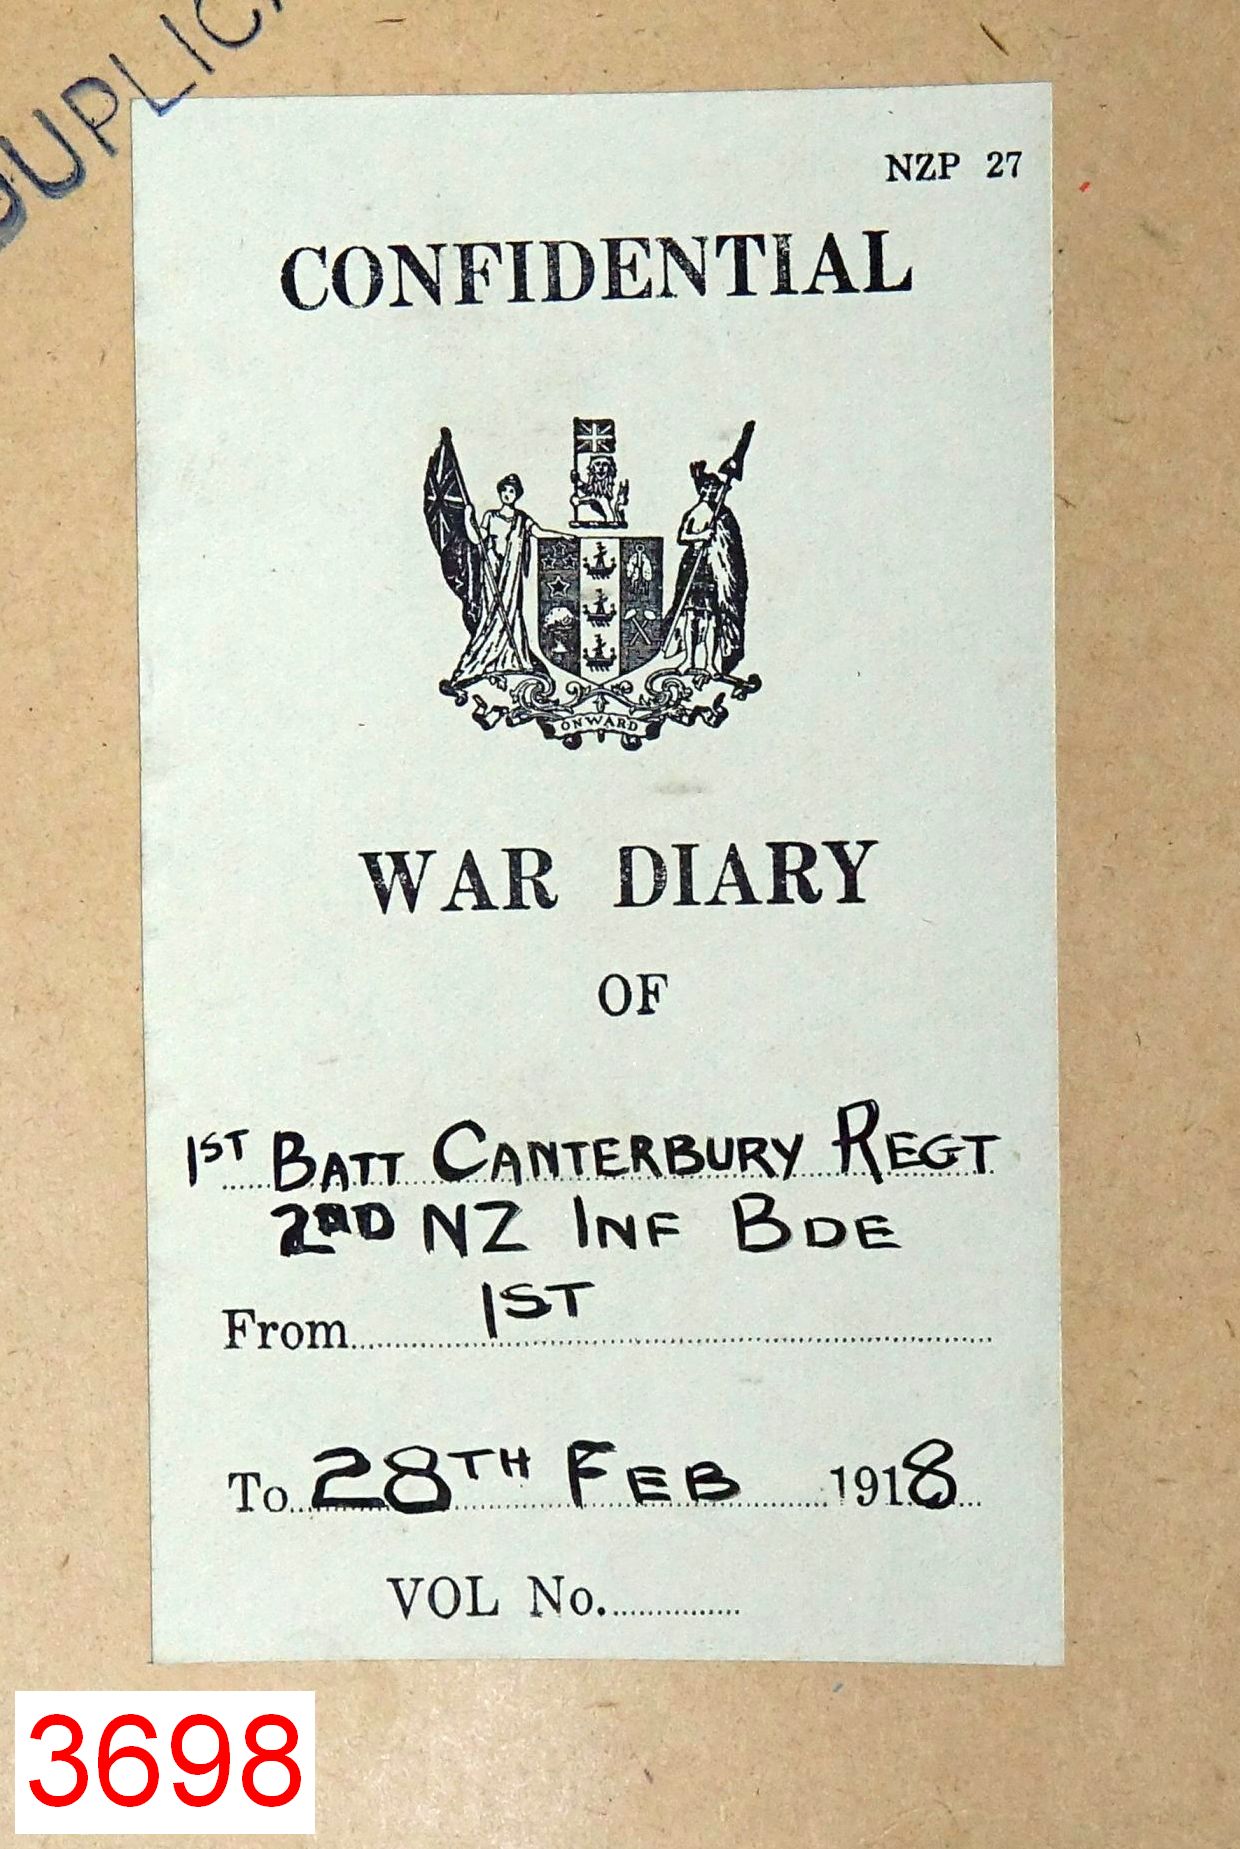 DUPLICA
NZP 27
CONFIDENTIAL
ONWARD
WAR DIARY
OF
1ST BATT CANTERBURY REGT
2ND NZ INF BDE
From 1ST
To 28TH FEB 1918
VOL No.
3698